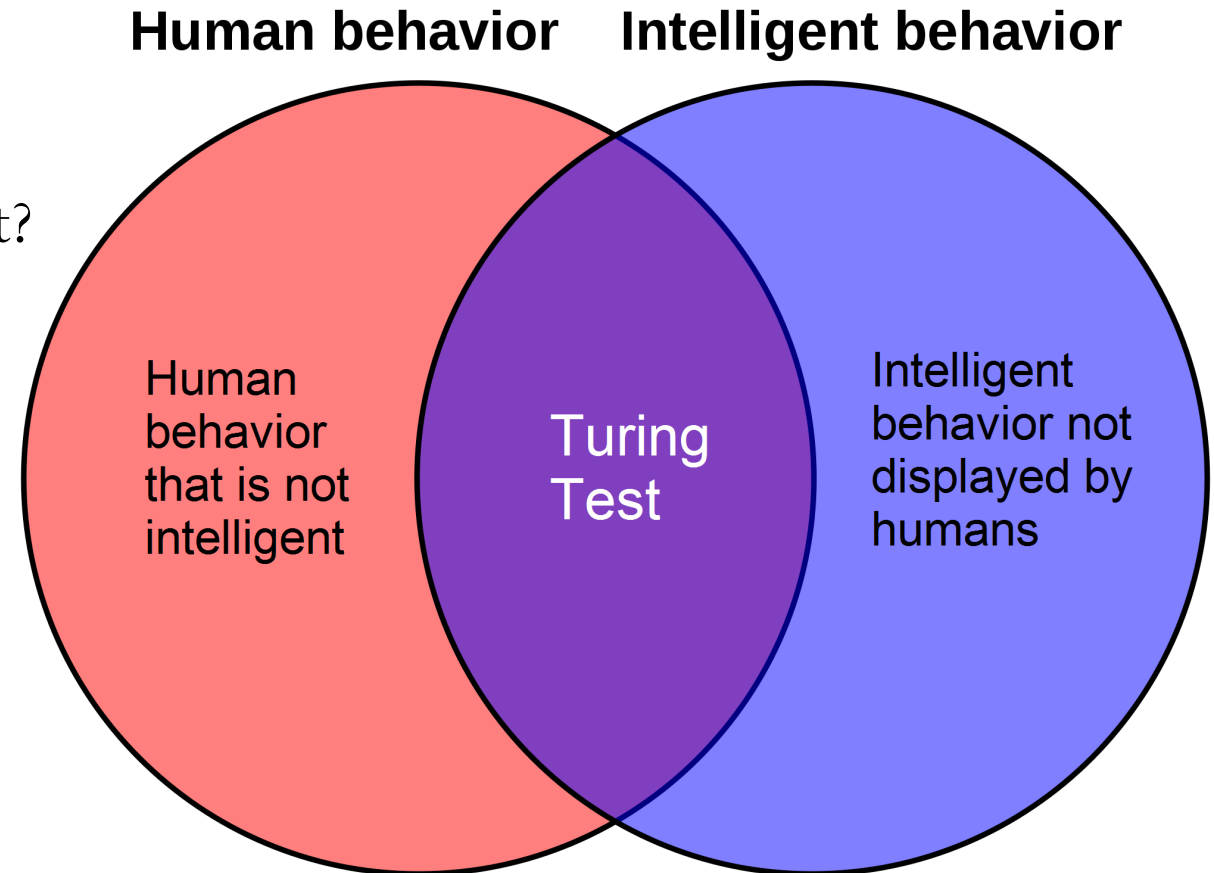 Human behavior
Intelligent behavior
t?
Human
behavior
that is not
intelligent
Turing
Test
Intelligent
behavior not
displayed by
humans